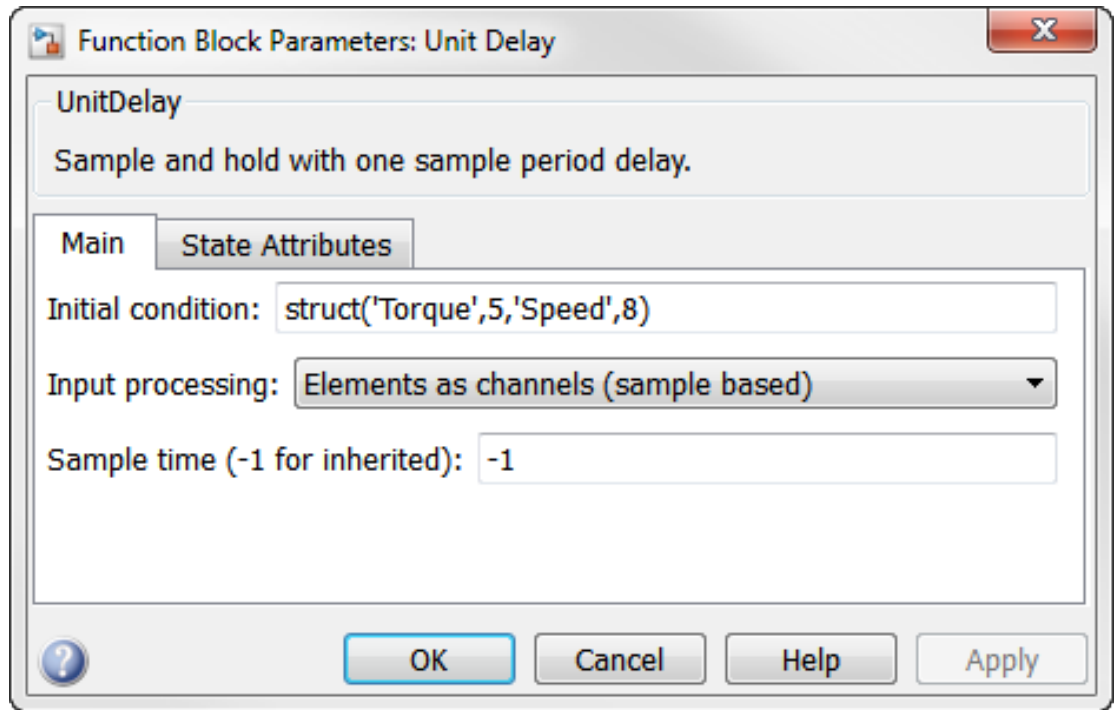 Function Block Parameters: Unit Delay
x
UnitDelay
Sample and hold with one sample period delay.
Main State Attributes
Initial condition: struct('Torque',5,'Speed',8)
Input processing: Elements as channels (sample based)
Sample time (-1 for inherited): -1
? OK Cancel Help Apply